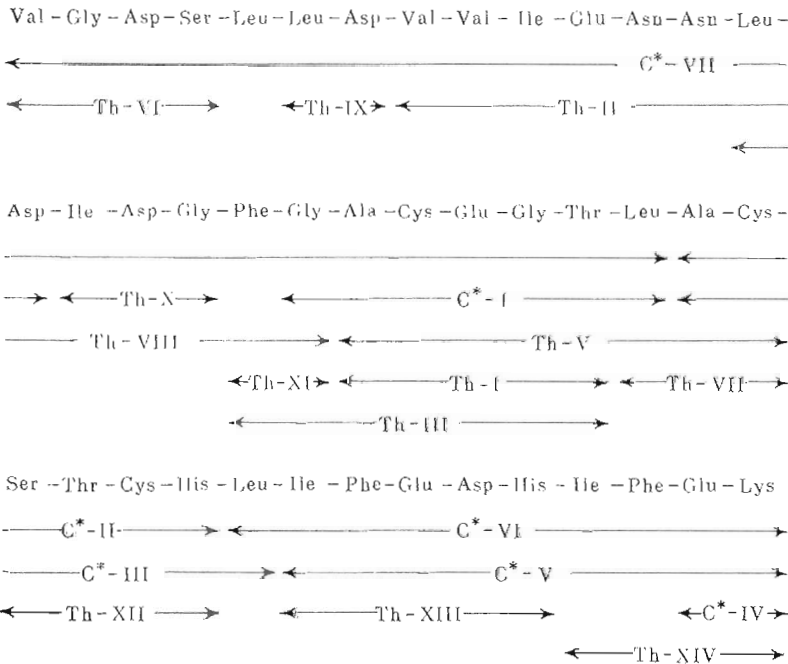 Val - Gly - Asp - Ser - Leu - Leu - Asp - Val - Val - Ile - Glu - Asn - Asn - Leu -
C*- VII
Th - VI Th - IX Th - II
Asp - Ile - Asp - Gly - Phe - Gly - Ala - Cys - Glu - Gly - Thr - Leu - Ala - Cys -
Th - X C*- I
Th - VIII Th - V
Th - XI Th - I Th - VII
Th - III
Ser - Thr - Cys - His - Leu - Ile - Phe - Glu - Asp - His - Ile - Phe - Glu - Lys
C*- II C*- VI
C*- III C*- V
Th - XII Th - XIII C*- IV
Th - XIV